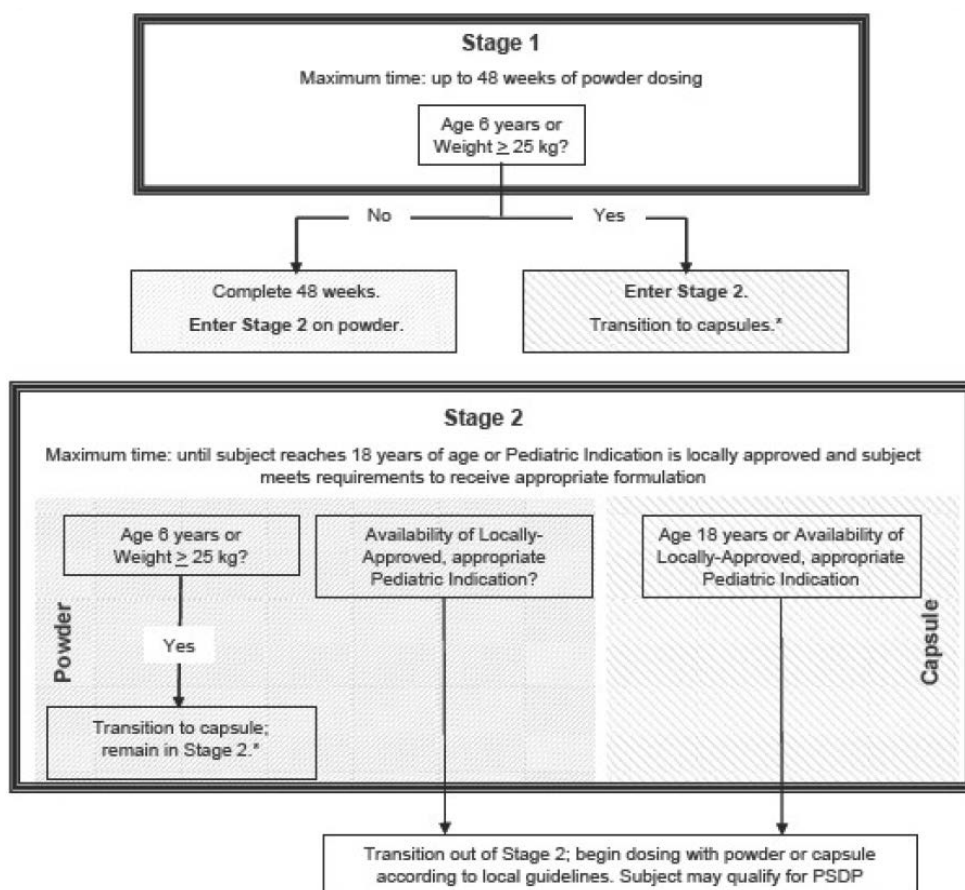 Stage 1
Maximum time: up to 48 weeks of powder dosing
Age 6 years or
Weight ≥ 25 kg?
No
Yes
Complete 48 weeks.
Enter Stage 2 on powder.
Enter Stage 2.
Transition to capsules.*
Stage 2
Maximum time: until subject reaches 18 years of age or Pediatric Indication is locally approved and subject
meets requirements to receive appropriate formulation
Powder
Age 6 years or
Weight ≥ 25 kg?
Yes
Transition to capsule;
remain in Stage 2.*
Availability of Locally-
Approved, appropriate
Pediatric Indication?
Age 18 years or Availability of
Locally-Approved, appropriate
Pediatric Indication
Capsule
Transition out of Stage 2; begin dosing with powder or capsule
according to local guidelines. Subject may qualify for PSDP